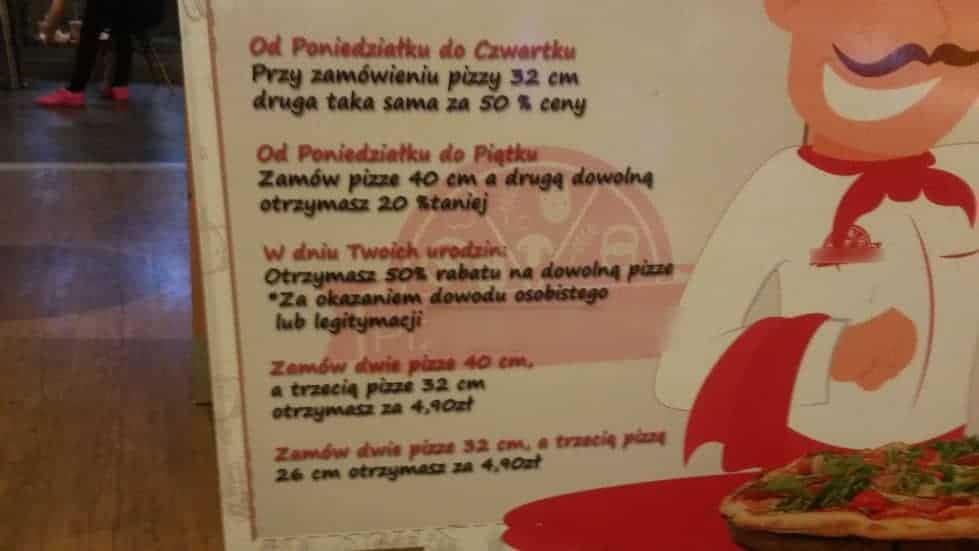 Od Poniedziałku do Czwartku
Przy zamówieniu pizzy 32 cm
druga taka sama za 50 % ceny
Od Poniedziałku do Piątku
Zamów pizze 40 cm a drugą dowolną
otrzymasz 20 %taniej
W dniu Twoich urodzin:
Otrzymasz 50% rabatu na dowolną pizze
*Za okazaniem dowodu osobistego
lub legitymacji
Zamów dwie pizze 40 cm,
a trzecią pizze 32 cm
otrzymasz za 4,90zł
Zamów dwie pizze 32 cm, a trzecią pizzę
26 cm otrzymasz za 4,90zł